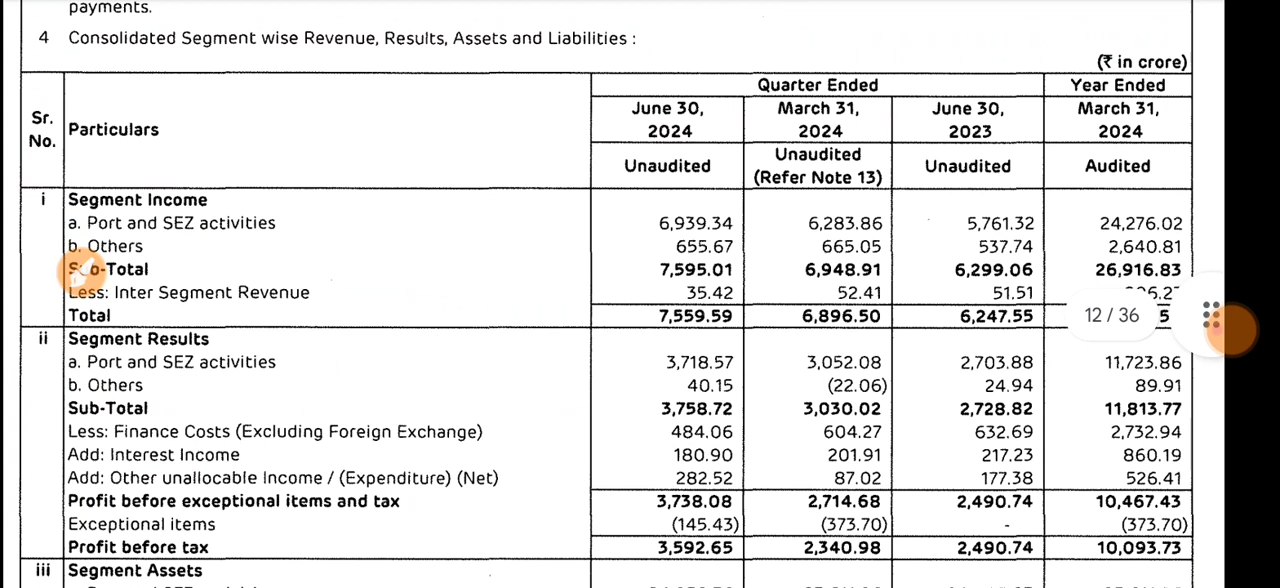 payments.
4 Consolidated Segment wise Revenue, Results, Assets and Liabilities :
(₹ in crore)
Sr. No. Particulars Quarter Ended Year Ended
June 30, 2024 March 31, 2024 June 30, 2023 March 31, 2024
Unaudited Unaudited (Refer Note 13) Unaudited Audited
i Segment Income
a. Port and SEZ activities 6,939.34 6,283.86 5,761.32 24,276.02
b. Others 655.67 665.05 537.74 2,640.81
-Total 7,595.01 6,948.91 6,299.06 26,916.83
Less: Inter Segment Revenue 35.42 52.41 51.51
Total 7,559.59 6,896.50 6,247.55
12 / 36
ii Segment Results
a. Port and SEZ activities 3,718.57 3,052.08 2,703.88 11,723.86
b. Others 40.15 (22.06) 24.94 89.91
Sub-Total 3,758.72 3,030.02 2,728.82 11,813.77
Less: Finance Costs (Excluding Foreign Exchange) 484.06 604.27 632.69 2,732.94
Add: Interest Income 180.90 201.91 217.23 860.19
Add: Other unallocable Income / (Expenditure) (Net) 282.52 87.02 177.38 526.41
Profit before exceptional items and tax 3,738.08 2,714.68 2,490.74 10,467.43
Exceptional items (145.43) (373.70) - (373.70)
Profit before tax 3,592.65 2,340.98 2,490.74 10,093.73
iii Segment Assets